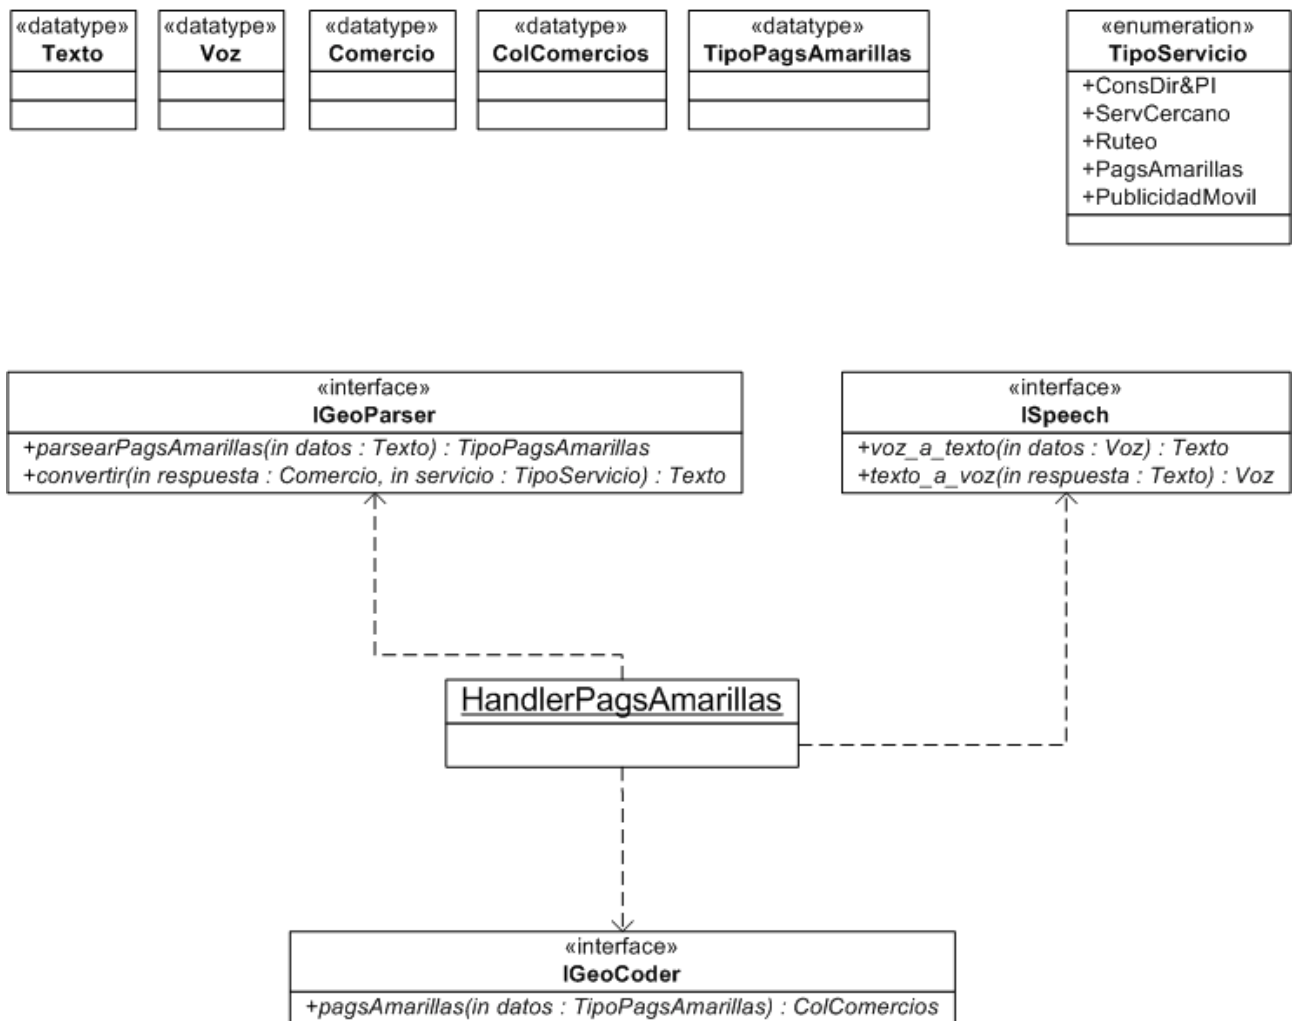 «datatype»
Texto
«datatype»
Voz
«datatype»
Comercio
«datatype»
ColComercios
«datatype»
TipoPagsAmarillas
«enumeration»
TipoServicio
+ConsDir&PI
+ServCercano
+Ruteo
+PagsAmarillas
+PublicidadMovil
«interface»
IGeoParser
+parsearPagsAmarillas(in datos : Texto) : TipoPagsAmarillas
+convertir(in respuesta : Comercio, in servicio : TipoServicio) : Texto
«interface»
ISpeech
+voz_a_texto(in datos : Voz) : Texto
+texto_a_voz(in respuesta : Texto) : Voz
HandlerPagsAmarillas
«interface»
IGeoCoder
+pagsAmarillas(in datos : TipoPagsAmarillas) : ColComercios